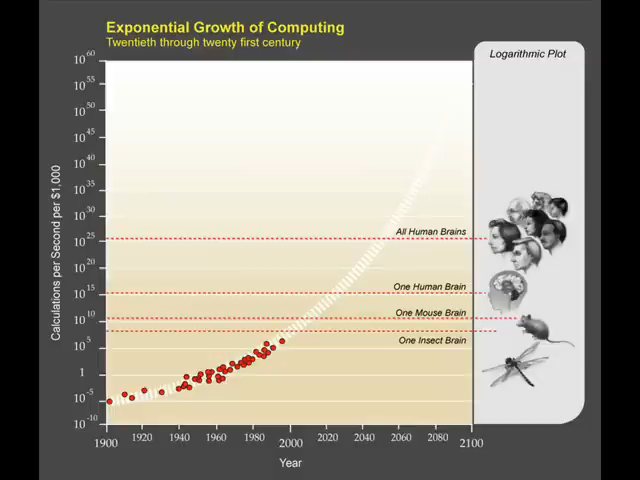 Exponential Growth of Computing
Twentieth through twenty first century
Logarithmic Plot
Calculations per Second per $1,000
10^60
10^55
10^50
10^45
10^40
10^35
10^30
10^25
10^20
10^15
10^10
10^5
1
10^-5
10^-10
All Human Brains
One Human Brain
One Mouse Brain
One Insect Brain
1900 1920 1940 1960 1980 2000 2020 2040 2060 2080 2100
Year